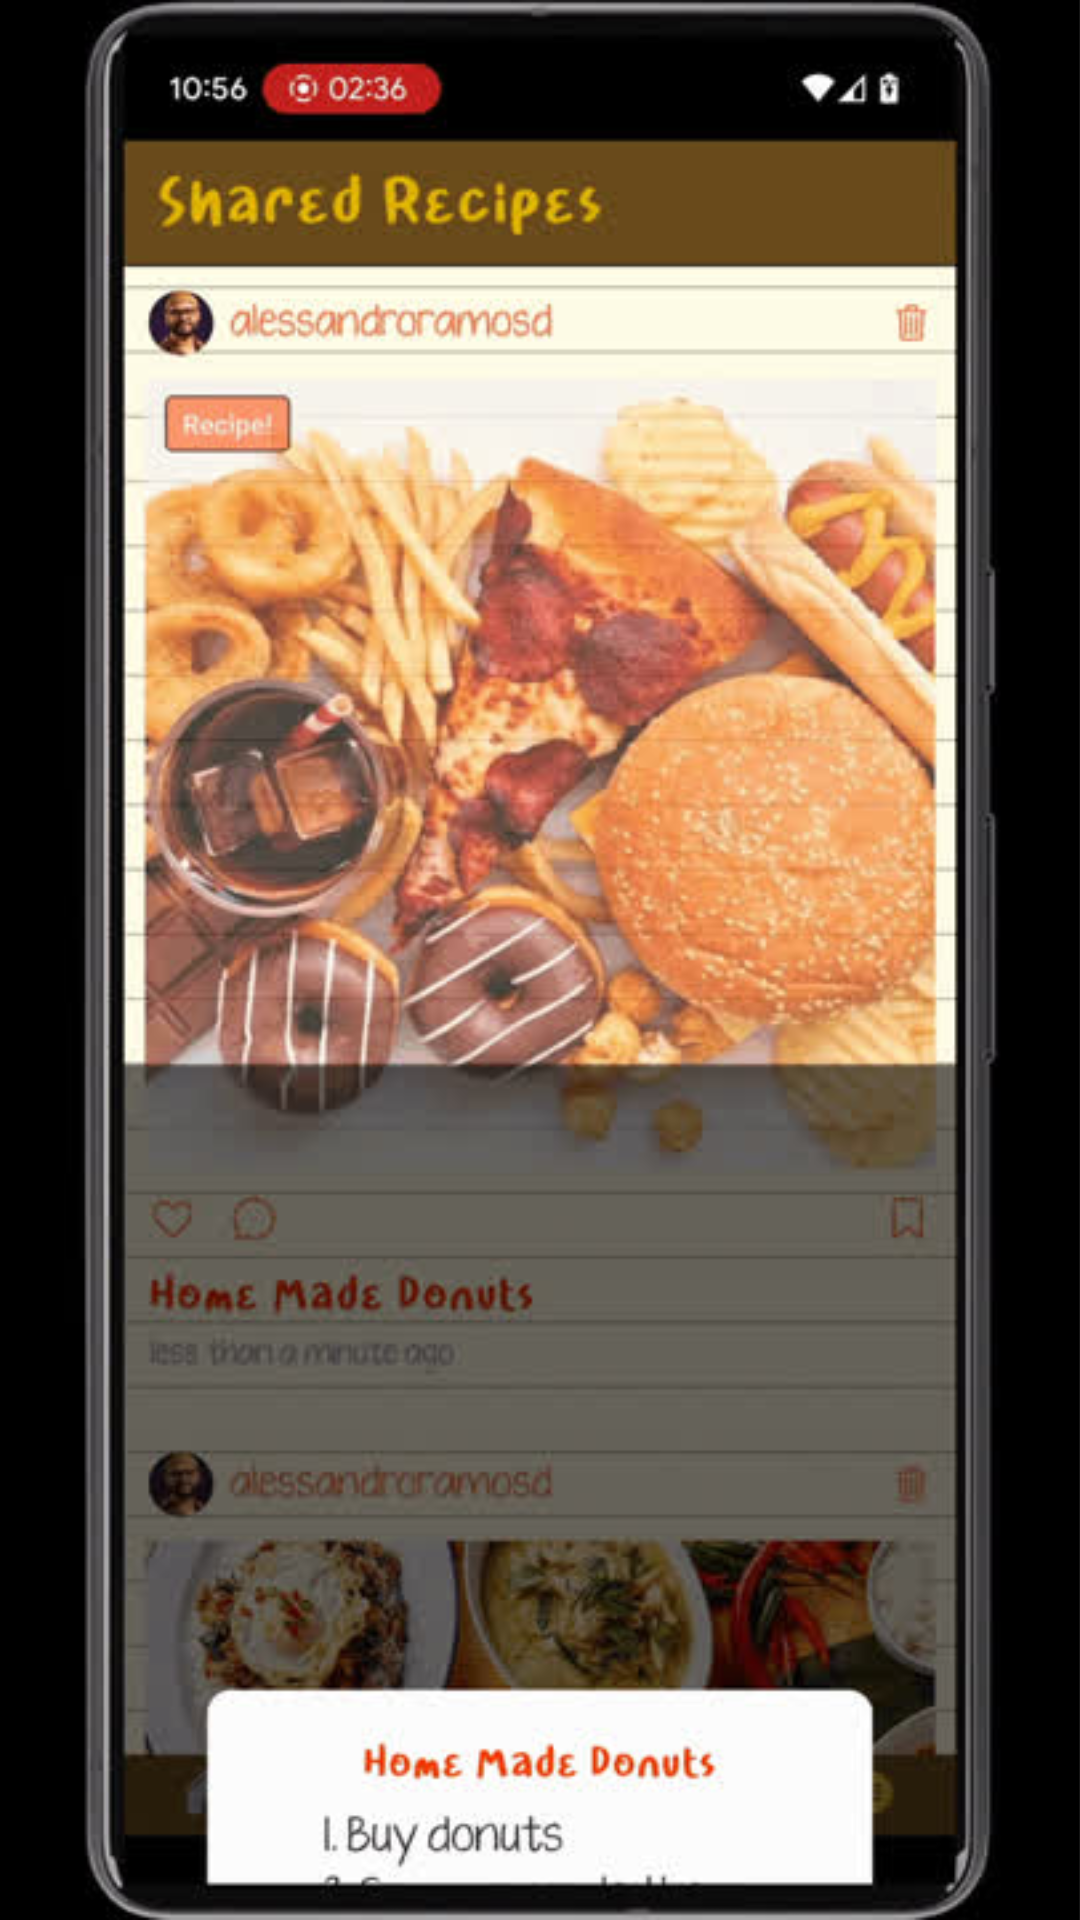 10:56 02:36
Shared Recipes
alessandroramosd
Recipe!
Home Made Donuts
less than a minute ago
alessandroramosd
Home Made Donuts
1. Buy donuts